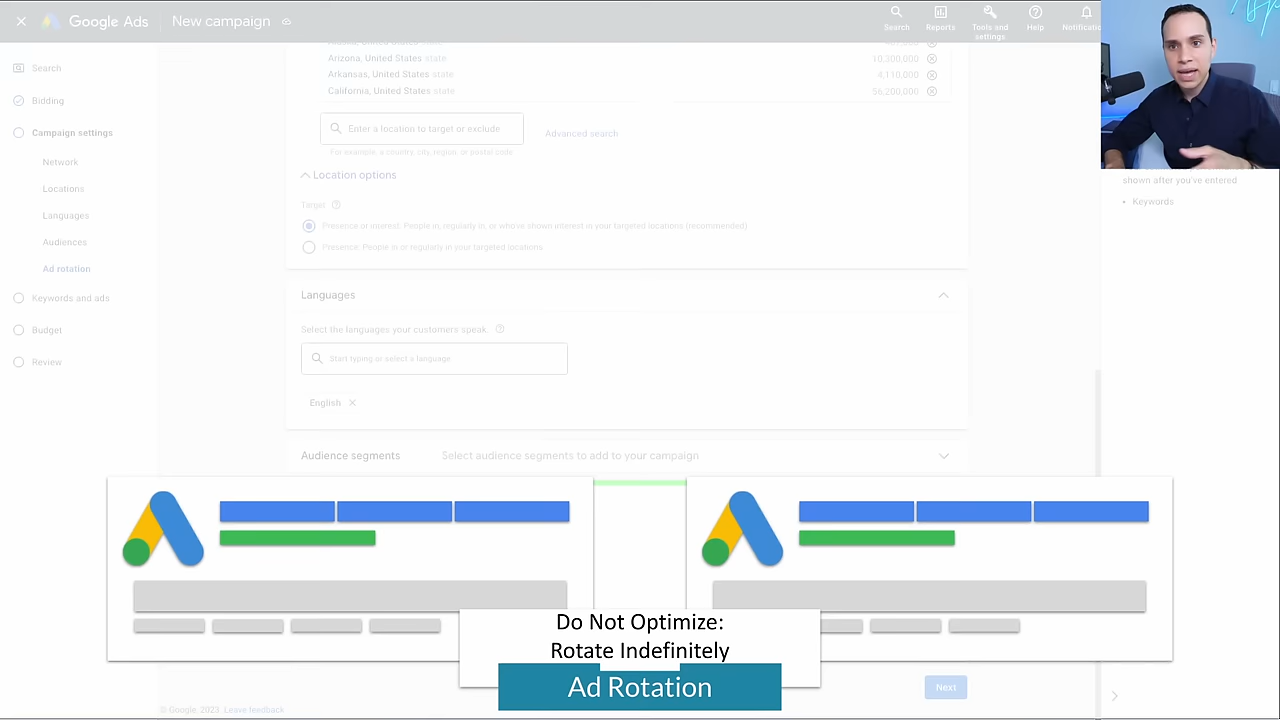 Google Ads
New campaign
Search
Reports
Tools and
settings
Help
Notificatio
Search
Bidding
Campaign settings
Network
Locations
Languages
Audiences
Ad rotation
Keywords and ads
Budget
Review
Arizona, United States state 10,300,000
Arkansas, United States state 4,110,000
California, United States state 56,200,000
Enter a location to target or exclude
Advanced search
For example, a country, city, region, or postal code
Location options
Target
Presence or interest: People in, regularly in, or who've shown interest in your targeted locations (recommended)
Presence: People in or regularly in your targeted locations
Languages
Select the languages your customers speak.
Start typing or select a language
English
Audience segments
Select audience segments to add to your campaign
shown after you've entered
• Keywords
Do Not Optimize:
Rotate Indefinitely
Ad Rotation
Next
© Google, 2023
Leave feedback